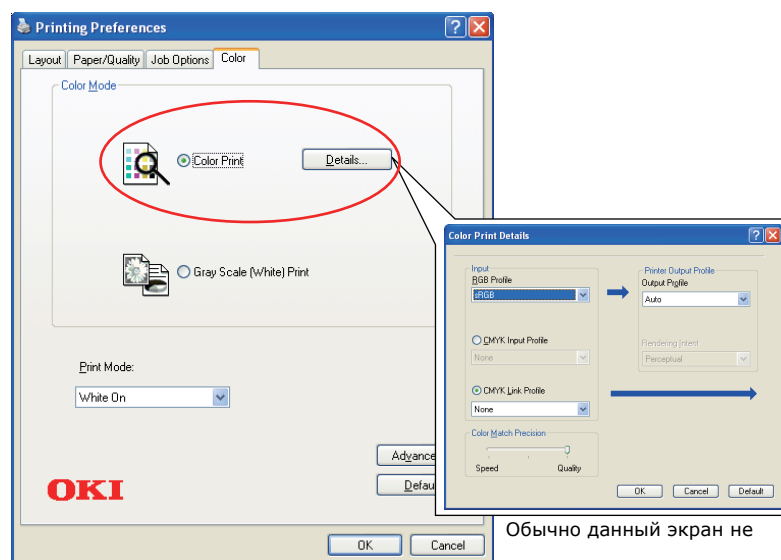 Printing Preferences
Layout Paper/Quality Job Options Color
Color Mode
Color Print Details...
Gray Scale (White) Print
Print Mode:
White On
OKI
OK Cancel
Color Print Details
Input
RGB Profile
sRGB
Printer Output Profile
Output Profile
Auto
CMYK Input Profile
None
Rendering Intent
Perceptual
CMYK Link Profile
None
Color Match Precision
Speed Quality
OK Cancel Default
Обычно данный экран не